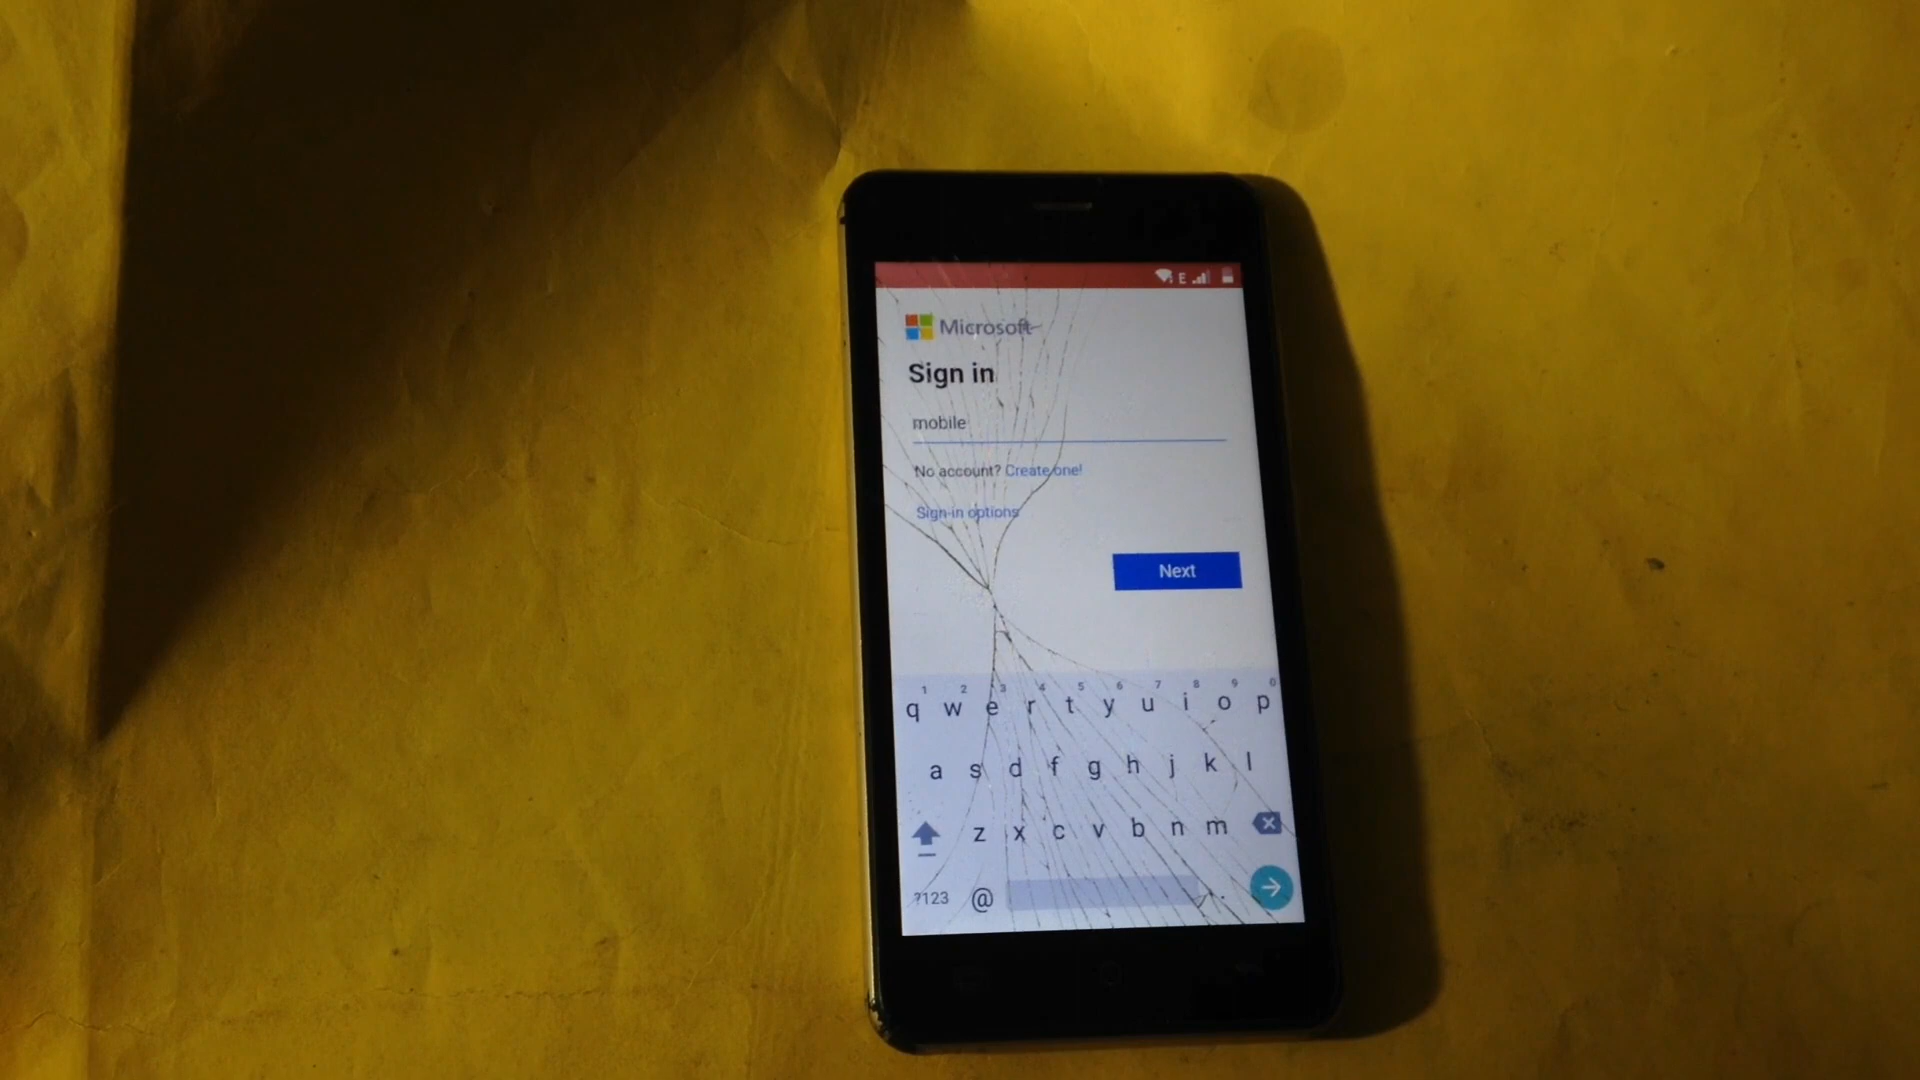 E
Microsoft
Sign in
mobile
No account? Create one!
Sign-in options
Next
1 2 3 4 5 6 7 8 9 0
q w e r t y u i o p
a s d f g h j k l
z x c v b n m
?123 @ .